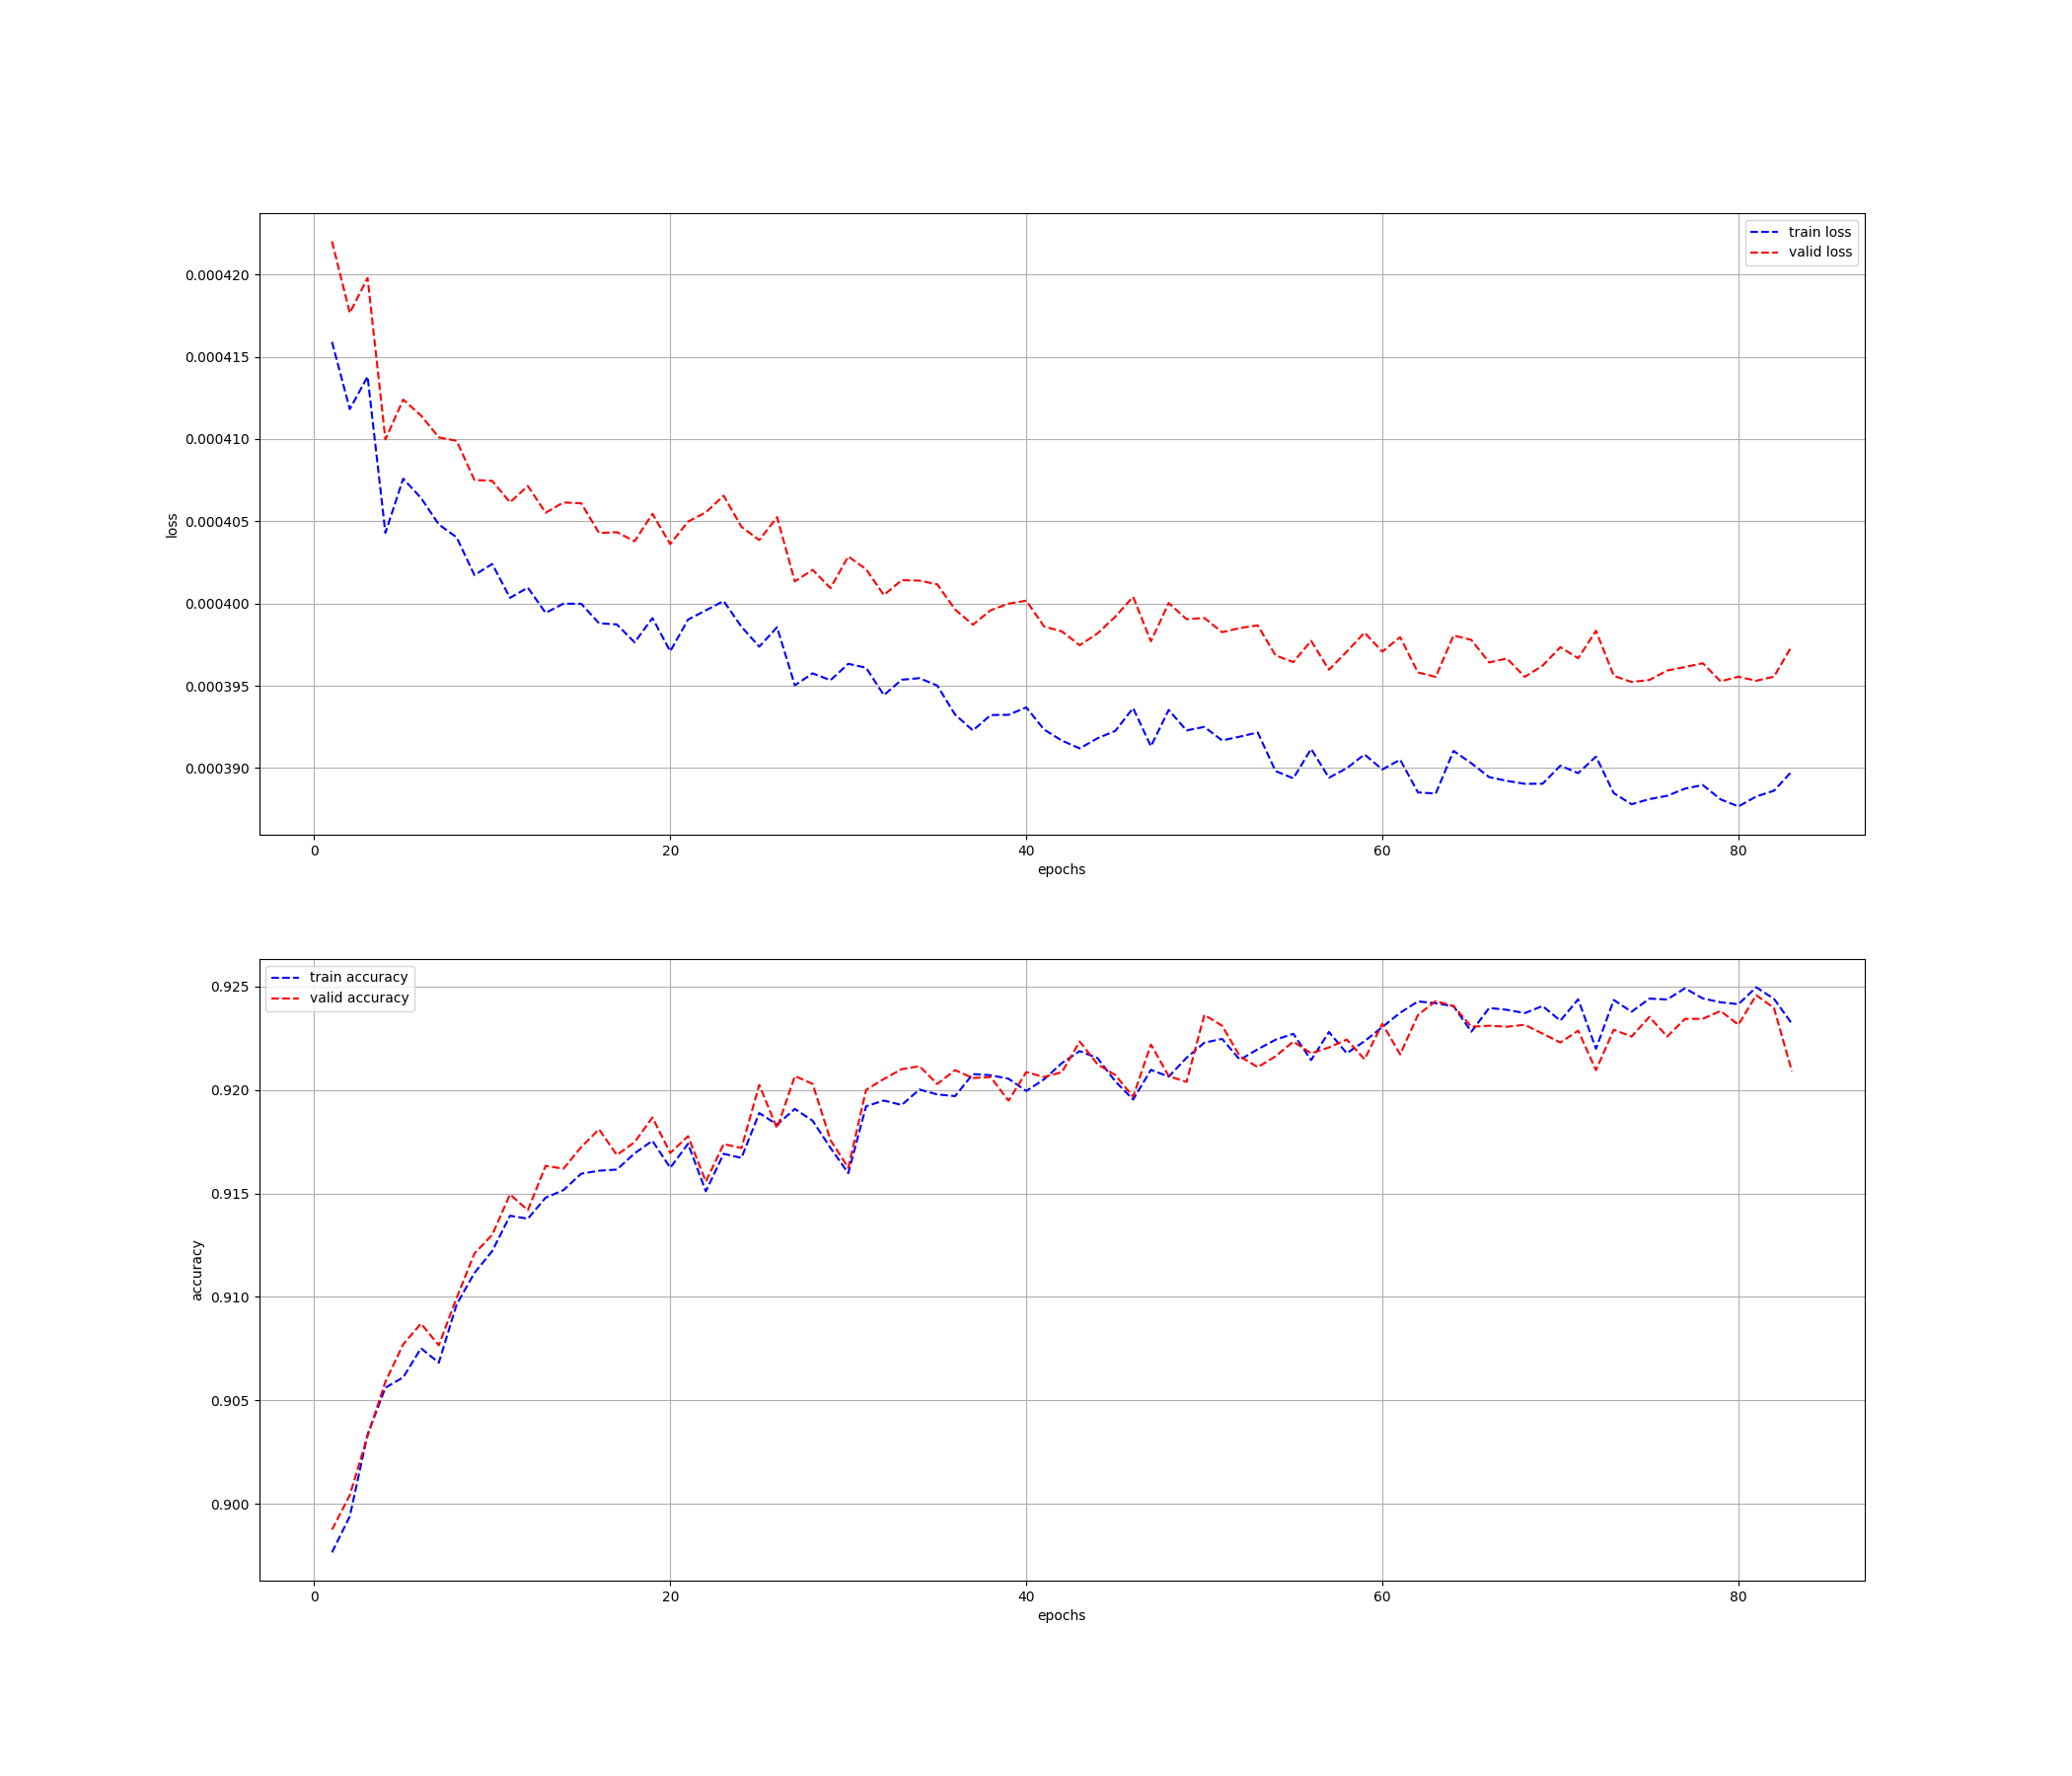 train loss
valid loss
0.000420
0.000415
0.000410
0.000405
0.000400
0.000395
0.000390
loss
0 20 40 60 80
epochs
train accuracy
valid accuracy
0.925
0.920
0.915
0.910
0.905
0.900
accuracy
0 20 40 60 80
epochs